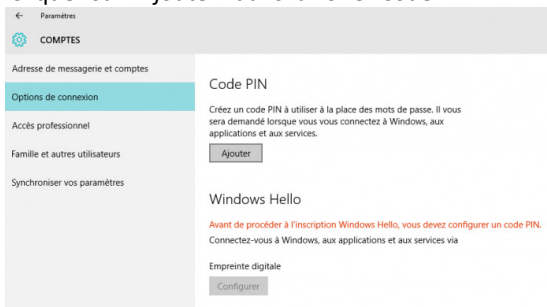 Paramètres
COMPTES
Adresse de messagerie et comptes
Options de connexion
Accès professionnel
Famille et autres utilisateurs
Synchroniser vos paramètres
Code PIN
Créez un code PIN à utiliser à la place des mots de passe. Il vous
sera demandé lorsque vous vous connectez à Windows, aux
applications et aux services.
Ajouter
Windows Hello
Avant de procéder à l'inscription Windows Hello, vous devez configurer un code PIN.
Connectez-vous à Windows, aux applications et aux services via
Empreinte digitale
Configurer